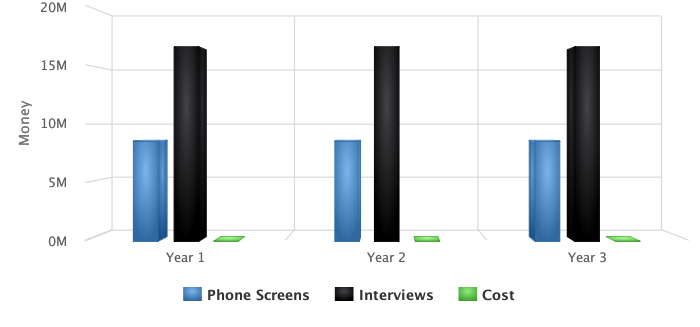 20M
15M
10M
5M
0M
Money
Year 1
Year 2
Year 3
Phone Screens
Interviews
Cost